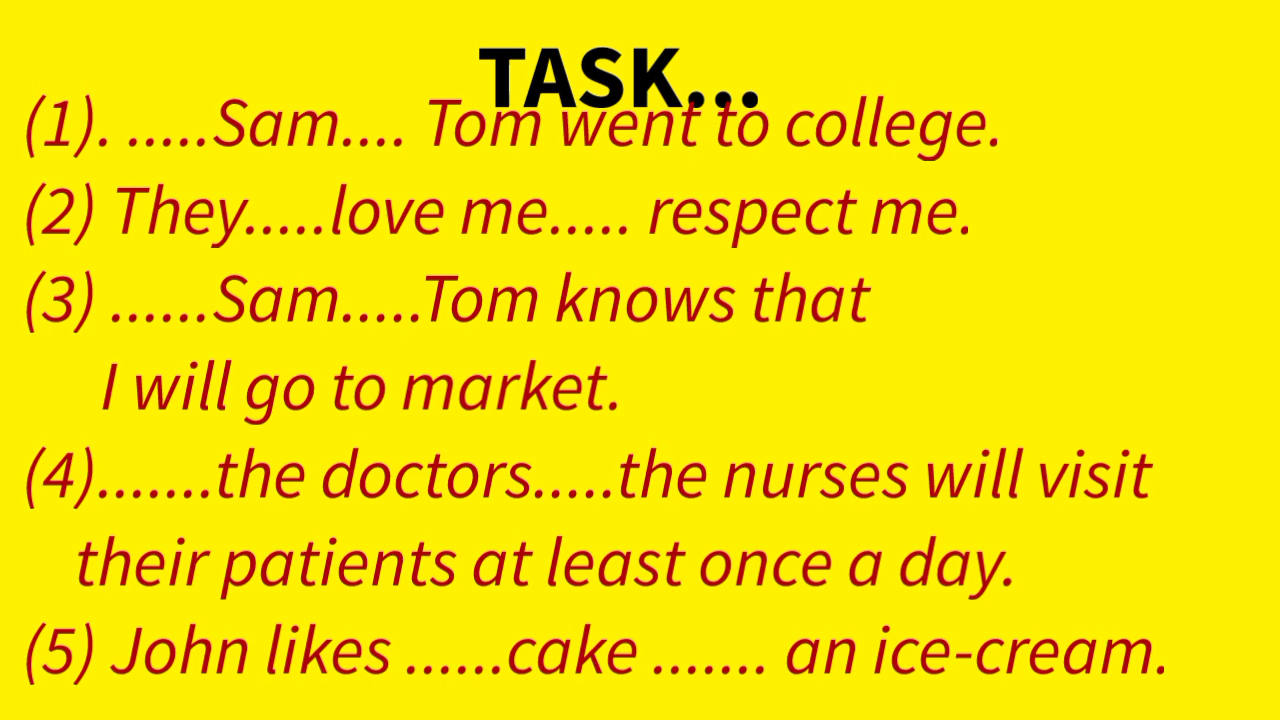 TASK...
(1). .....Sam.... Tom went to college.
(2) They.....love me..... respect me.
(3) ......Sam.....Tom knows that
I will go to market.
(4).......the doctors.....the nurses will visit
their patients at least once a day.
(5) John likes ......cake ....... an ice-cream.